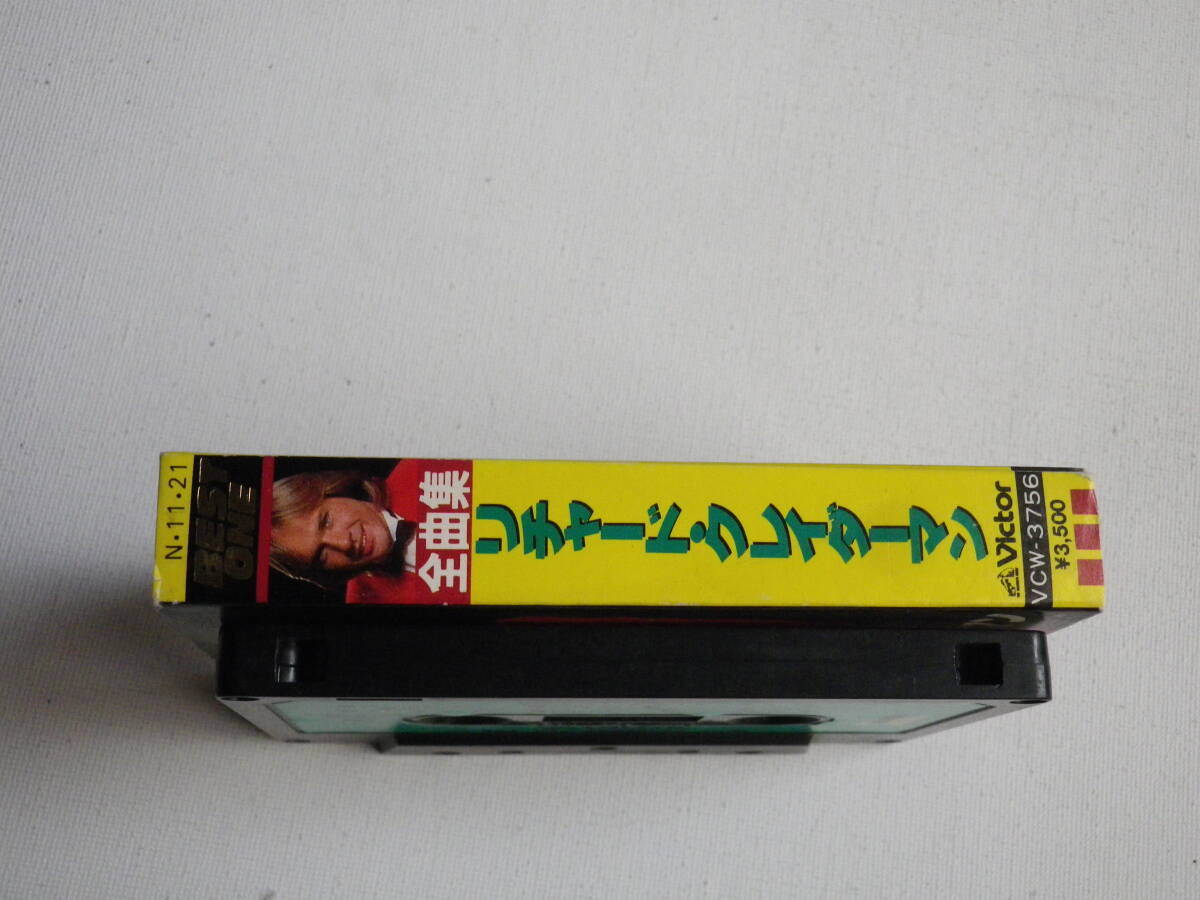 N・11・21
BEST
ONE
全曲集
リチャード・クレイダーマン
Victor
VCW-3756
¥3,500